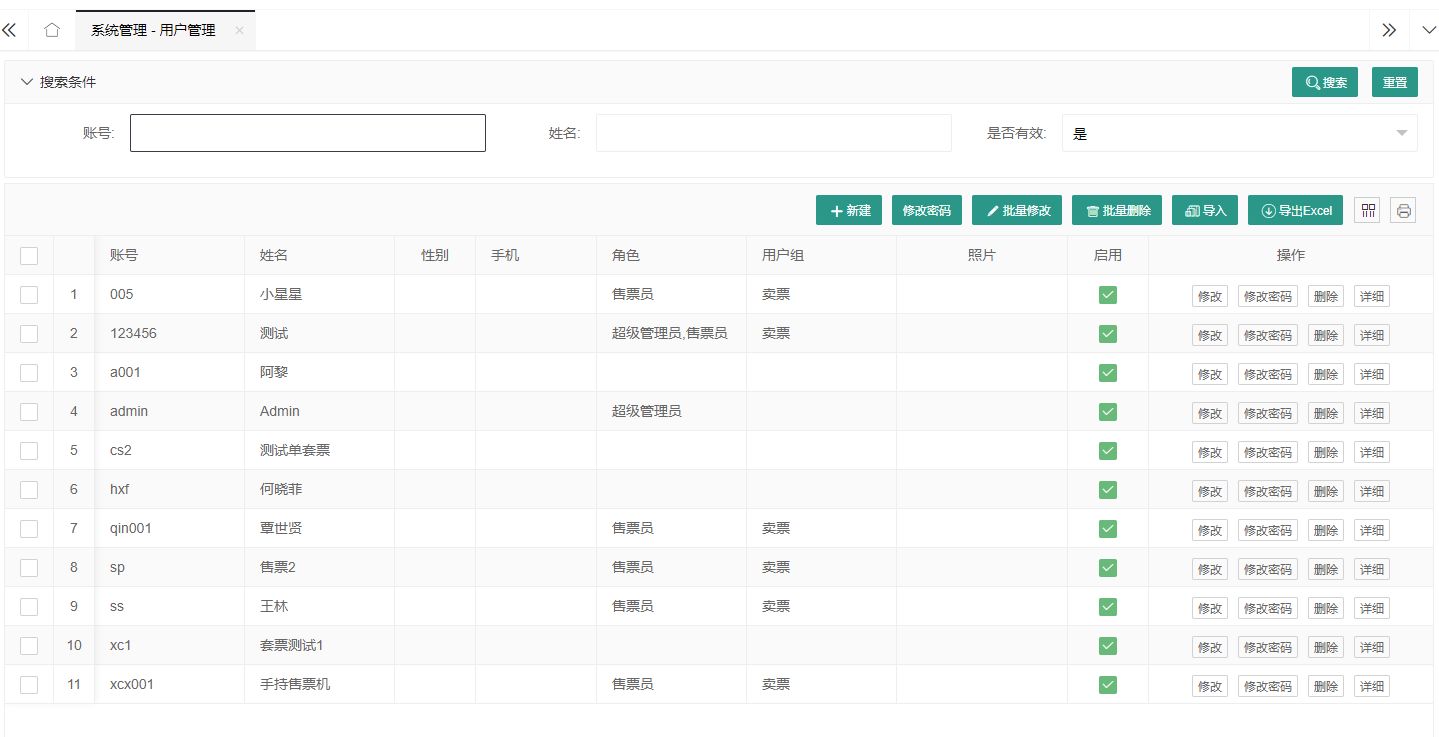 系统管理 - 用户管理 ×
搜索条件 搜索 重置
账号: 姓名: 是否有效: 是
新建 修改密码 批量修改 批量删除 导入 导出Excel
账号 姓名 性别 手机 角色 用户组 照片 启用 操作
1 005 小星星 售票员 卖票 修改 修改密码 删除 详细
2 123456 测试 超级管理员,售票员 卖票 修改 修改密码 删除 详细
3 a001 阿黎 修改 修改密码 删除 详细
4 admin Admin 超级管理员 修改 修改密码 删除 详细
5 cs2 测试单套票 修改 修改密码 删除 详细
6 hxf 何晓菲 修改 修改密码 删除 详细
7 qin001 覃世贤 售票员 卖票 修改 修改密码 删除 详细
8 sp 售票2 售票员 卖票 修改 修改密码 删除 详细
9 ss 王林 售票员 卖票 修改 修改密码 删除 详细
10 xc1 套票测试1 修改 修改密码 删除 详细
11 xcx001 手持售票机 售票员 卖票 修改 修改密码 删除 详细